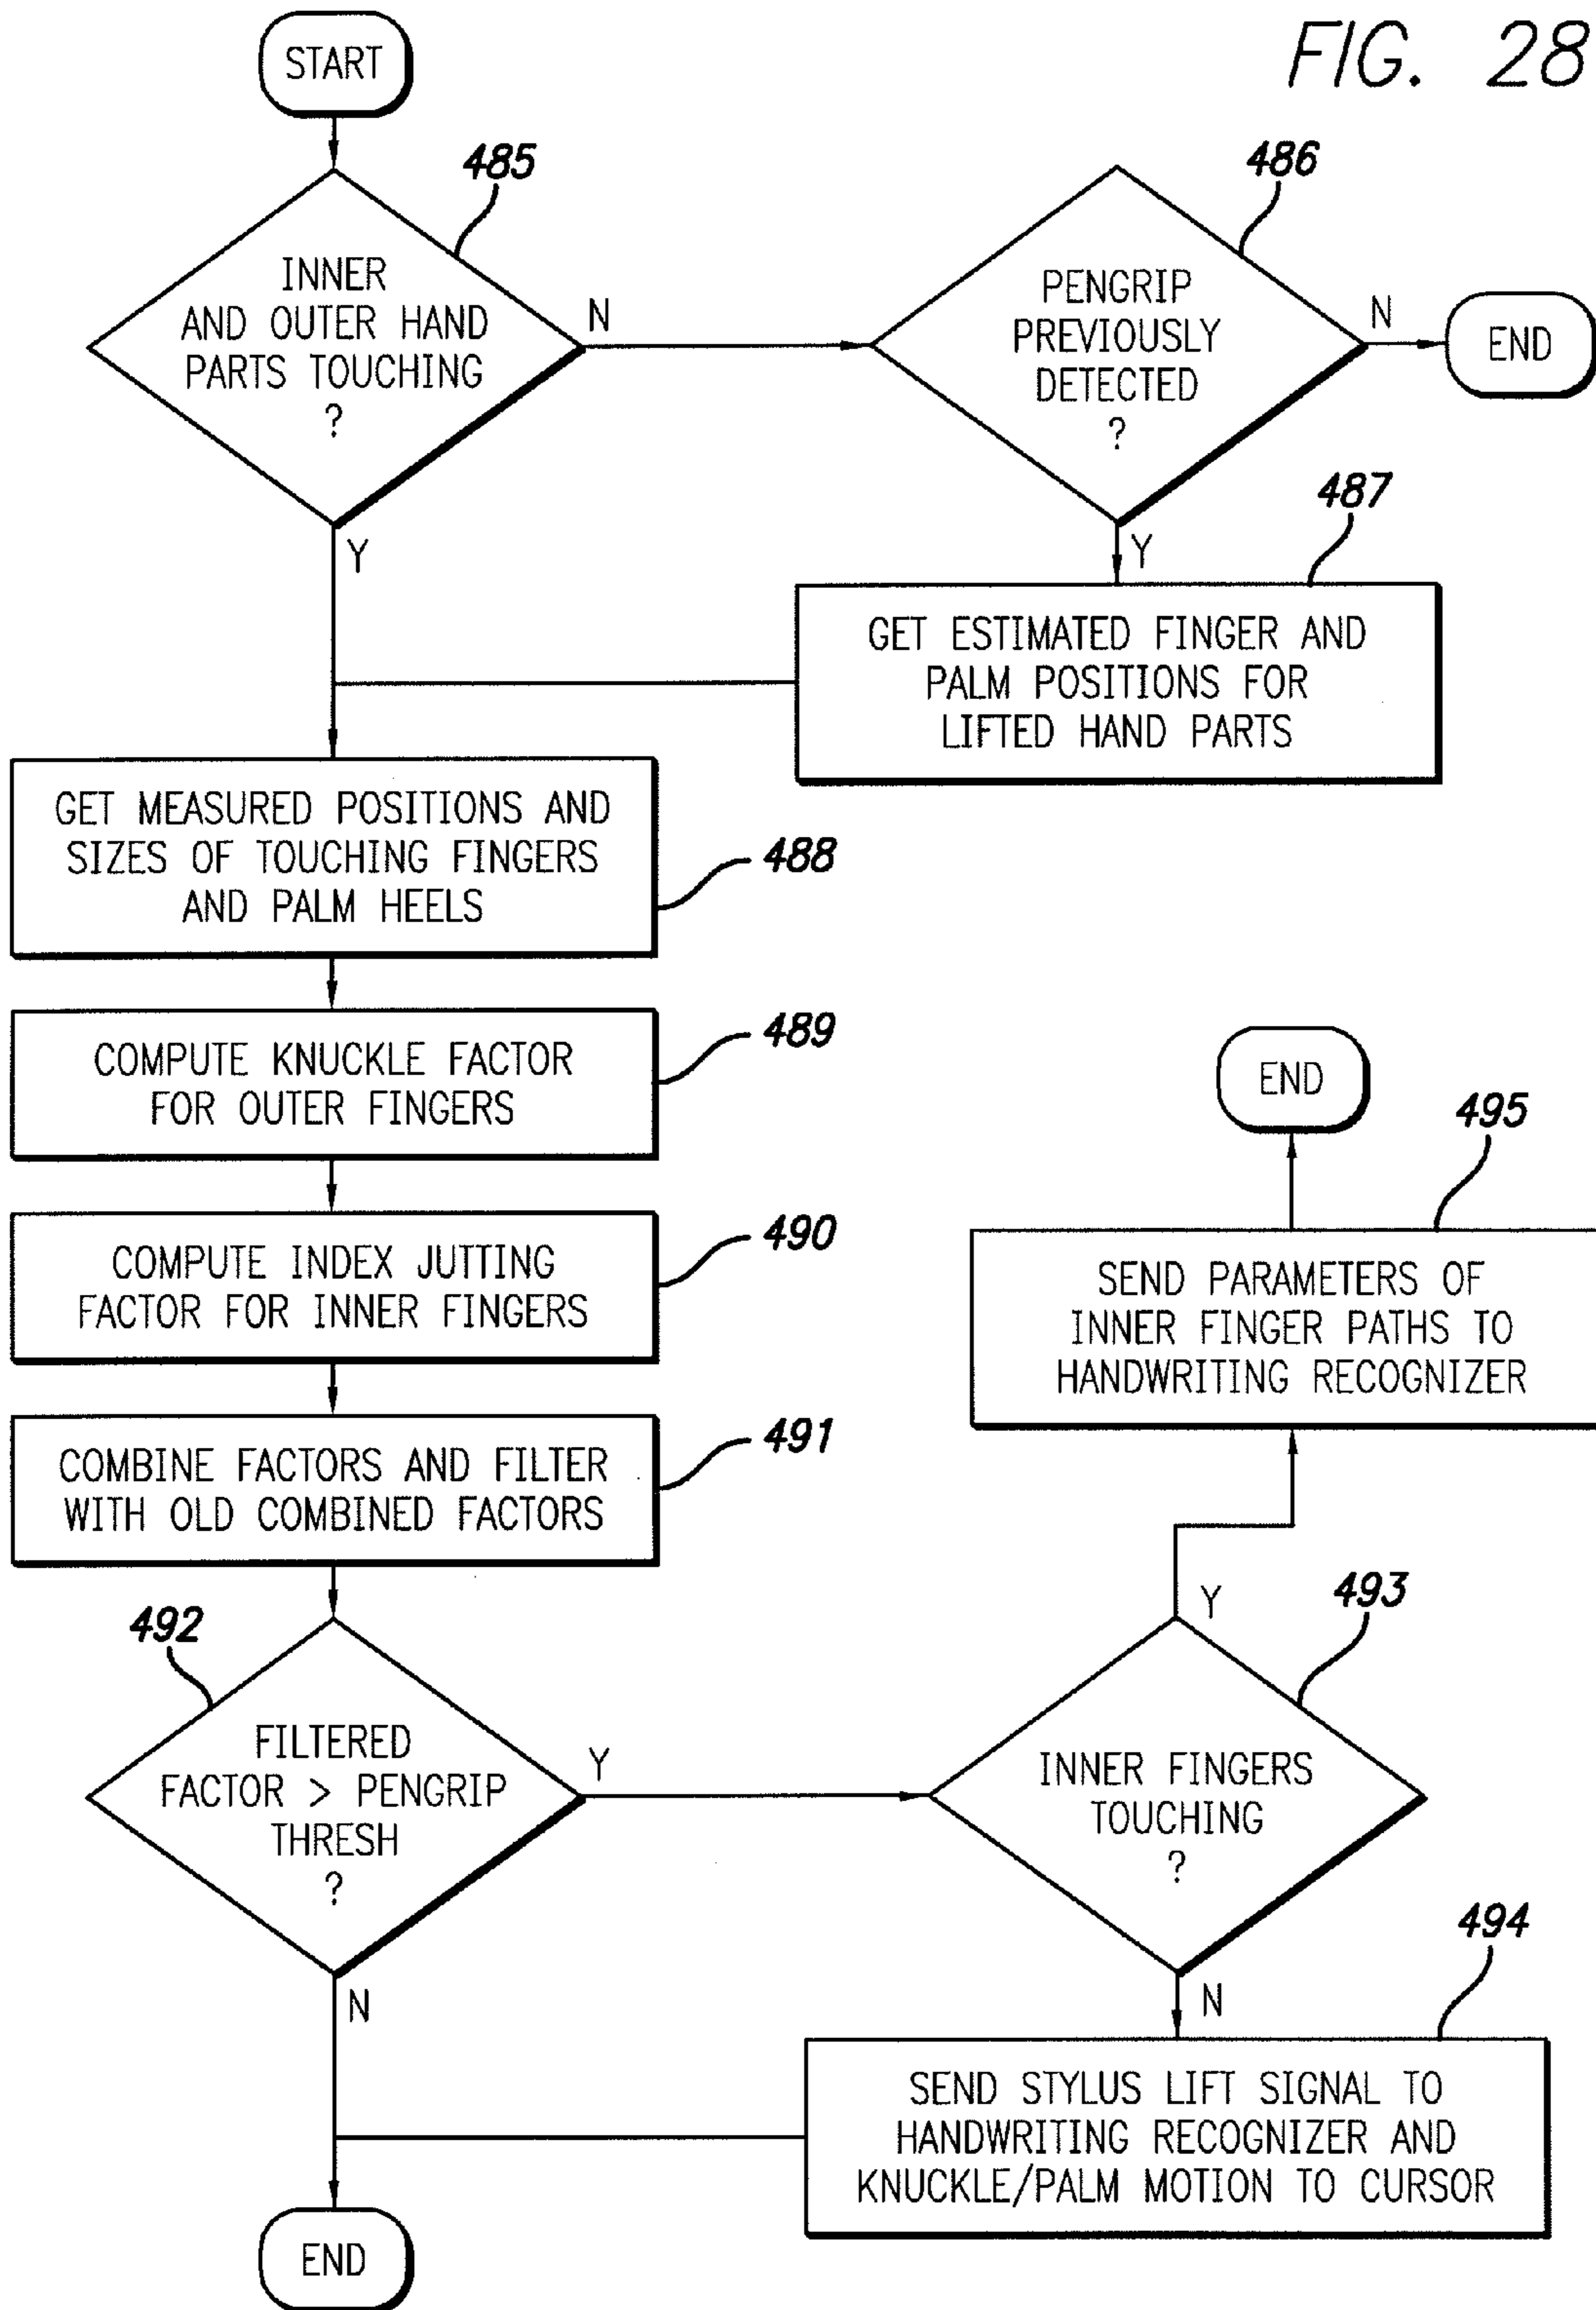 FIG. 28
START
485
INNER
AND OUTER HAND
PARTS TOUCHING
?
N
Y
486
PENGRIP
PREVIOUSLY
DETECTED
?
N
END
Y
487
GET ESTIMATED FINGER AND
PALM POSITIONS FOR
LIFTED HAND PARTS
GET MEASURED POSITIONS AND
SIZES OF TOUCHING FINGERS
AND PALM HEELS
488
COMPUTE KNUCKLE FACTOR
FOR OUTER FINGERS
489
COMPUTE INDEX JUTTING
FACTOR FOR INNER FINGERS
490
COMBINE FACTORS AND FILTER
WITH OLD COMBINED FACTORS
491
492
FILTERED
FACTOR > PENGRIP
THRESH
?
Y
N
END
495
SEND PARAMETERS OF
INNER FINGER PATHS TO
HANDWRITING RECOGNIZER
Y
493
INNER FINGERS
TOUCHING
?
N
494
SEND STYLUS LIFT SIGNAL TO
HANDWRITING RECOGNIZER AND
KNUCKLE/PALM MOTION TO CURSOR
END